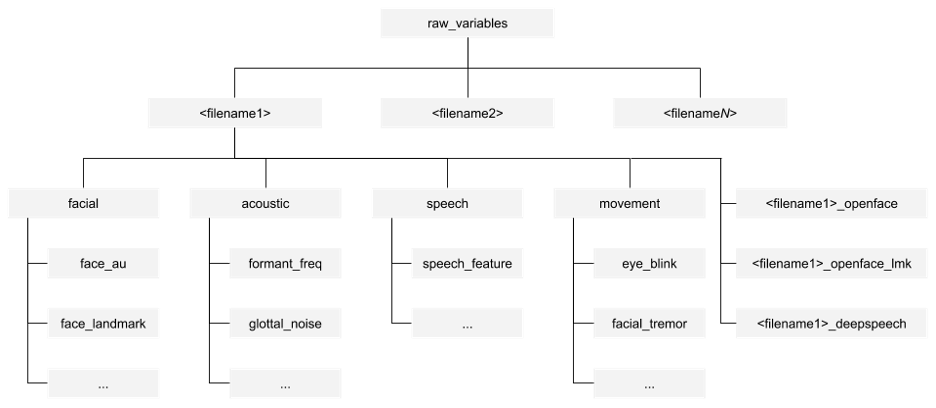 raw_variables
<filename1>
<filename2>
<filenameN>
facial
acoustic
speech
movement
<filename1>_openface
face_au
formant_freq
speech_feature
eye_blink
<filename1>_openface_lmk
face_landmark
glottal_noise
...
facial_tremor
<filename1>_deepspeech
...
...
...